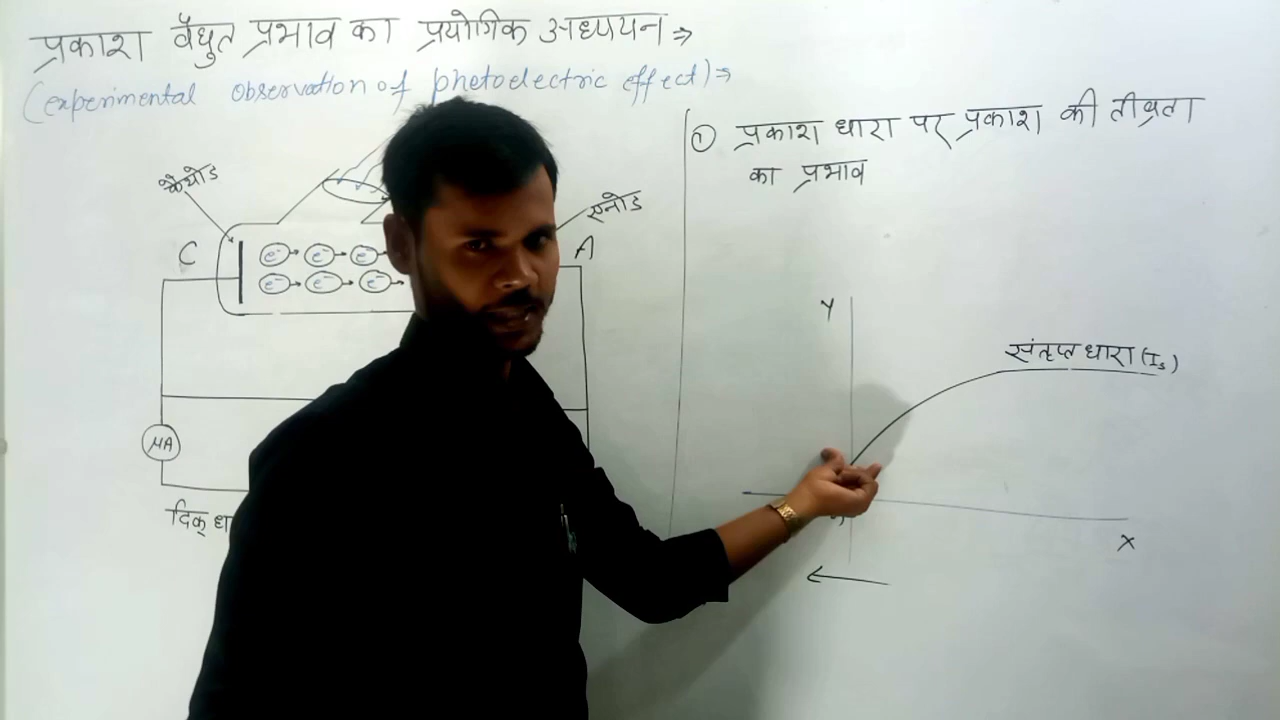 प्रकाश वैद्युत प्रभाव का प्रयोगिक अध्ययन ⇒
(experimental observation of photoelectric effect) ⇒
① प्रकाश धारा पर प्रकाश की तीव्रता
का प्रभाव
कैथोड
एनोड
C
A
e⁻ e⁻ e⁻
e⁻ e⁻ e⁻
Y
संतृप्त धारा (Is)
μA
दिक् धा
X